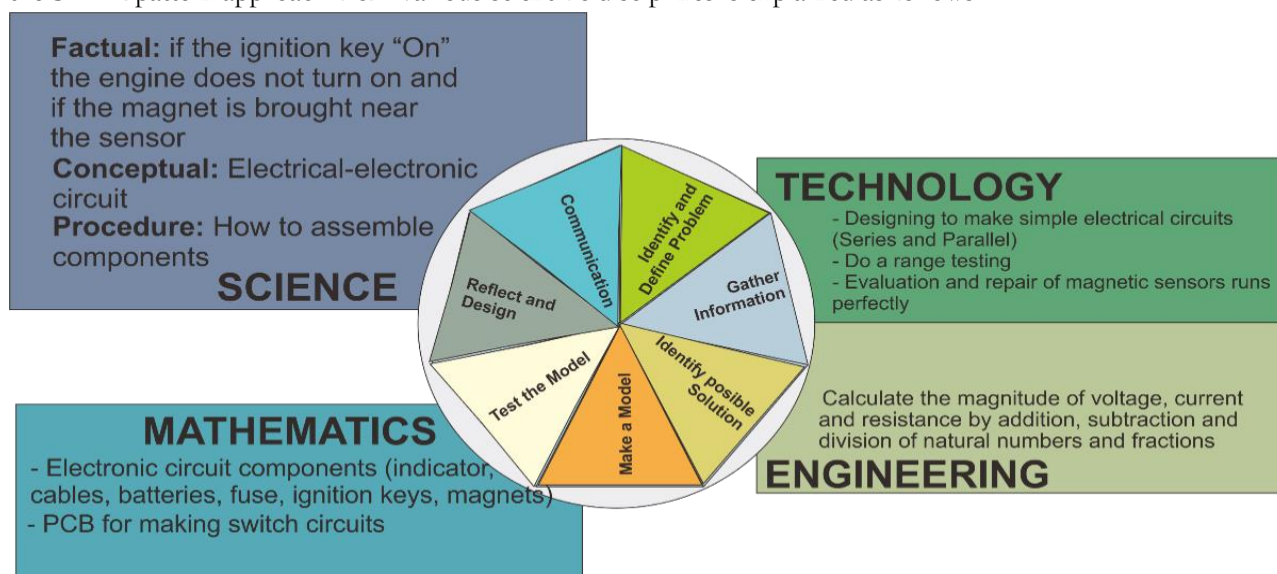 Factual: if the ignition key “On”
the engine does not turn on and
if the magnet is brought near
the sensor
Conceptual: Electrical-electronic
circuit
Procedure: How to assemble
components
SCIENCE
TECHNOLOGY
- Designing to make simple electrical circuits
(Series and Parallel)
- Do a range testing
- Evaluation and repair of magnetic sensors runs
perfectly
Communication
Identify and
Define Problem
Gather
Information
Identify posible
Solution
Make a Model
Test the Model
Reflect and
Design
MATHEMATICS
- Electronic circuit components (indicator,
cables, batteries, fuse, ignition keys, magnets)
- PCB for making switch circuits
Calculate the magnitude of voltage, current
and resistance by addition, subtraction and
division of natural numbers and fractions
ENGINEERING